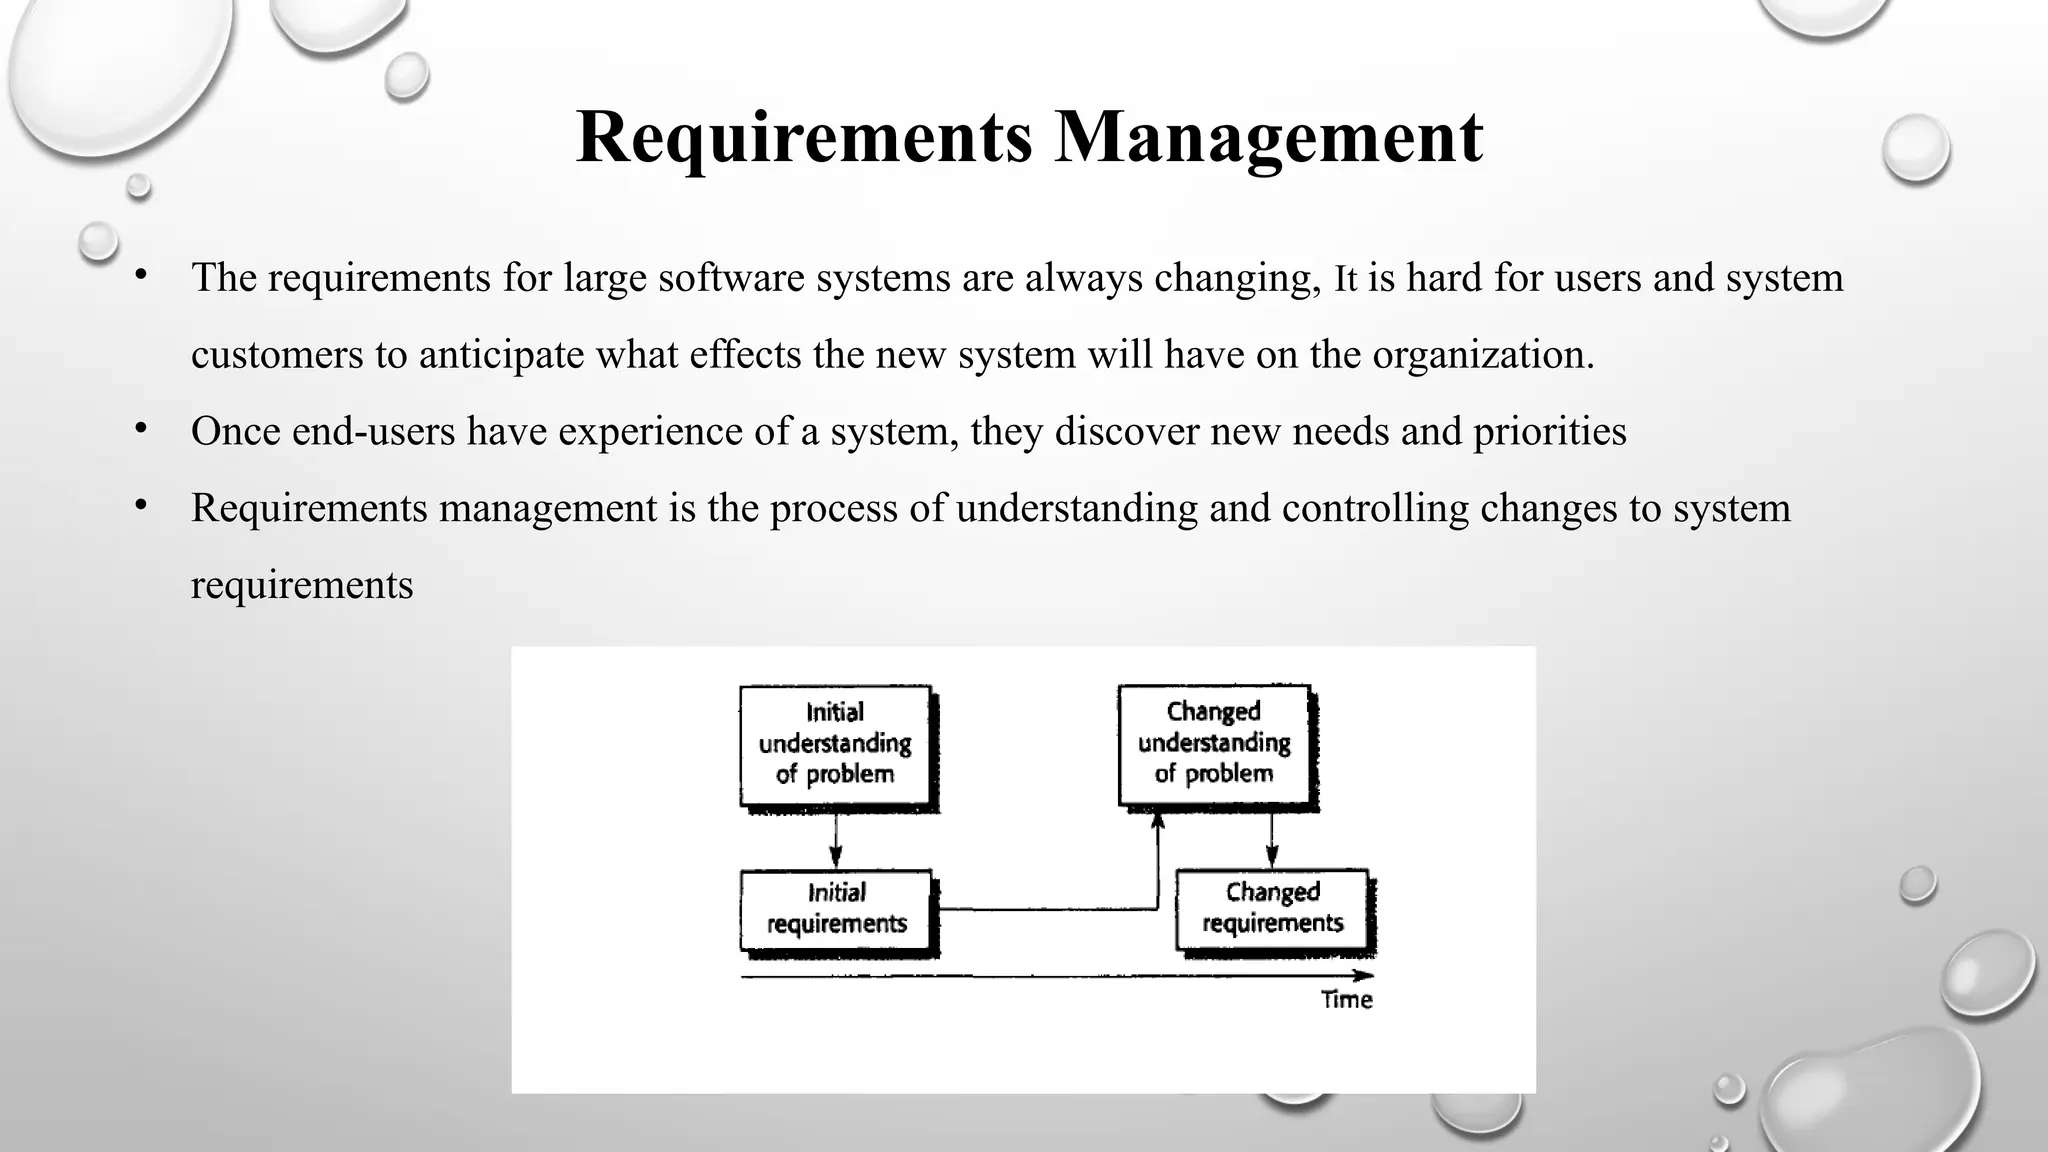 Requirements Management
• The requirements for large software systems are always changing, It is hard for users and system
customers to anticipate what effects the new system will have on the organization.
• Once end-users have experience of a system, they discover new needs and priorities
• Requirements management is the process of understanding and controlling changes to system
requirements
Initial
understanding
of problem
Changed
understanding
of problem
Initial
requirements
Changed
requirements
Time